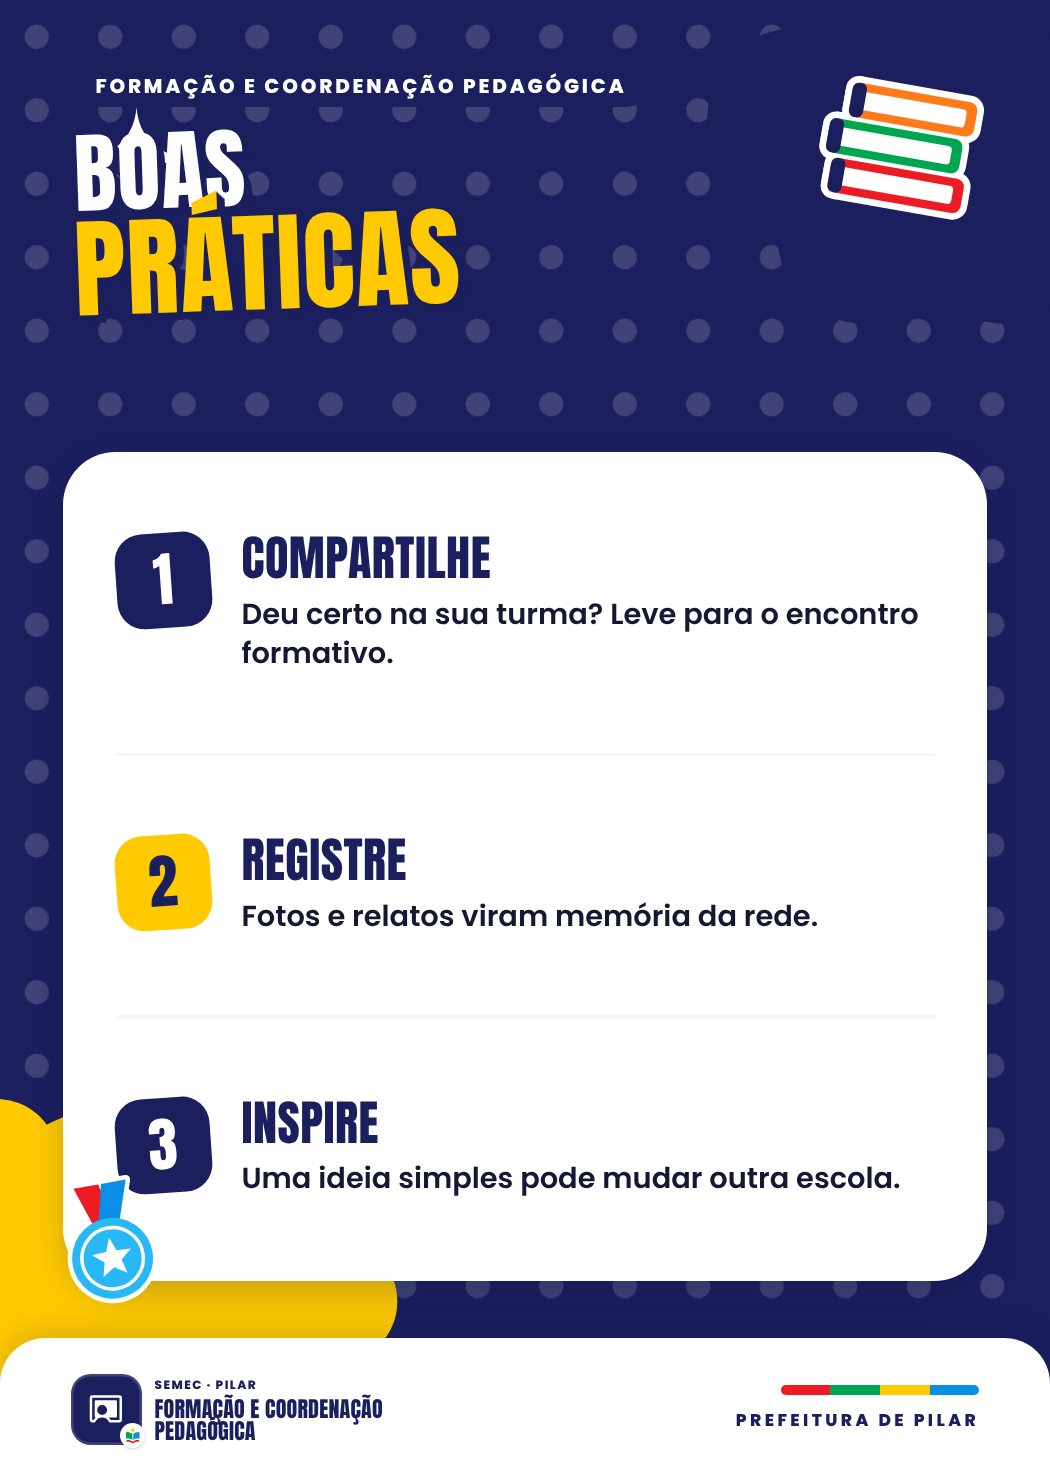 FORMAÇÃO E COORDENAÇÃO PEDAGÓGICA
BOAS
PRÁTICAS
1
COMPARTILHE
Deu certo na sua turma? Leve para o encontro
formativo.
2
REGISTRE
Fotos e relatos viram memória da rede.
3
INSPIRE
Uma ideia simples pode mudar outra escola.
SEMEC · PILAR
FORMAÇÃO E COORDENAÇÃO
PEDAGÓGICA
PREFEITURA DE PILAR